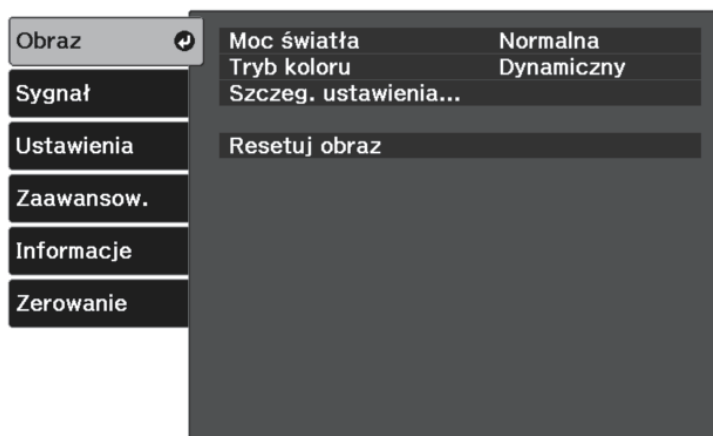 Obraz
Sygnał
Ustawienia
Zaawansow.
Informacje
Zerowanie
Moc światła Normalna
Tryb koloru Dynamiczny
Szczeg. ustawienia...
Resetuj obraz